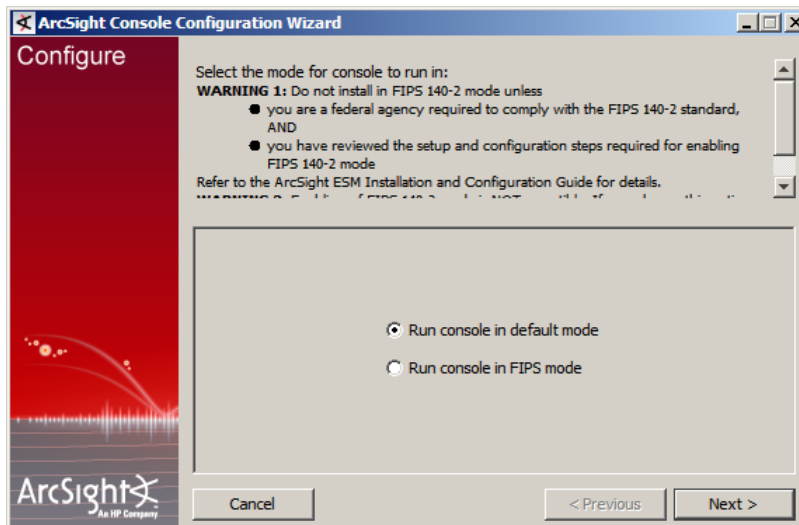 ArcSight Console Configuration Wizard
Configure
Select the mode for console to run in:
WARNING 1: Do not install in FIPS 140-2 mode unless
you are a federal agency required to comply with the FIPS 140-2 standard,
AND
you have reviewed the setup and configuration steps required for enabling
FIPS 140-2 mode
Refer to the ArcSight ESM Installation and Configuration Guide for details.
Run console in default mode
Run console in FIPS mode
ArcSight
An HP Company
Cancel
< Previous
Next >